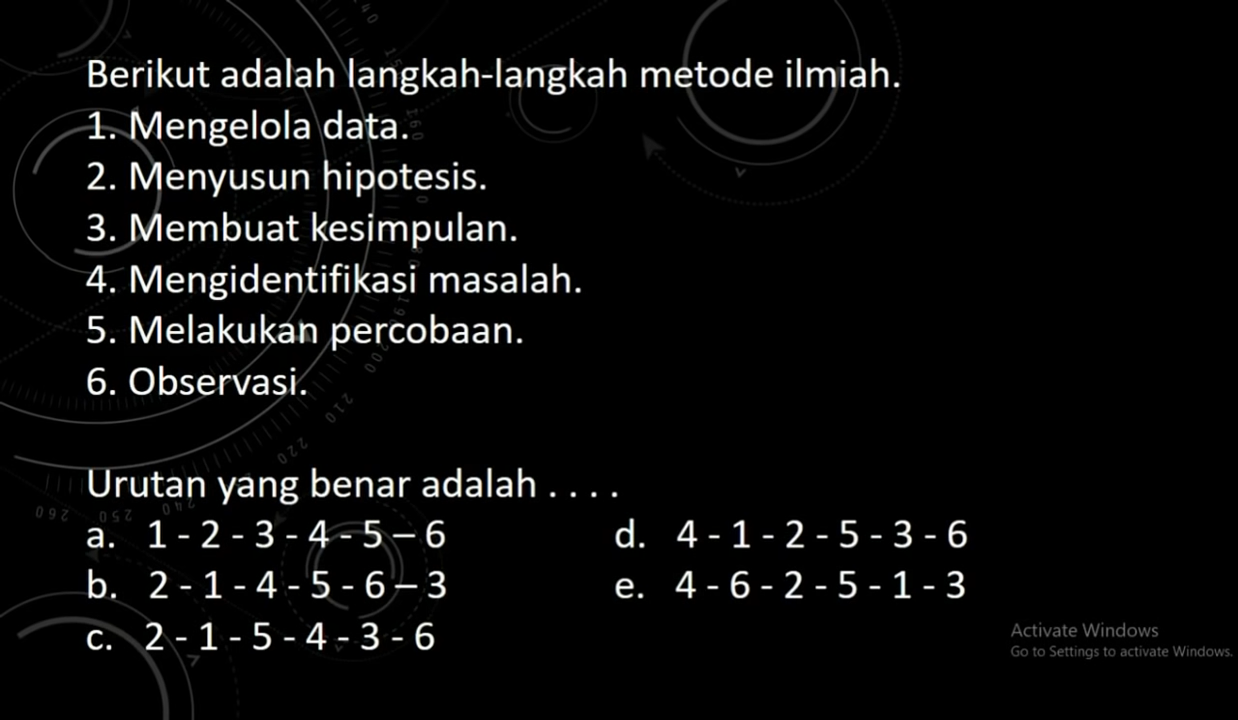 Berikut adalah langkah-langkah metode ilmiah.
1. Mengelola data.
2. Menyusun hipotesis.
3. Membuat kesimpulan.
4. Mengidentifikasi masalah.
5. Melakukan percobaan.
6. Observasi.
Urutan yang benar adalah . . . .
a. 1 - 2 - 3 - 4 - 5 – 6
b. 2 - 1 - 4 - 5 - 6 – 3
c. 2 - 1 - 5 - 4 - 3 - 6
d. 4 - 1 - 2 - 5 - 3 - 6
e. 4 - 6 - 2 - 5 - 1 - 3
Activate Windows
Go to Settings to activate Windows.